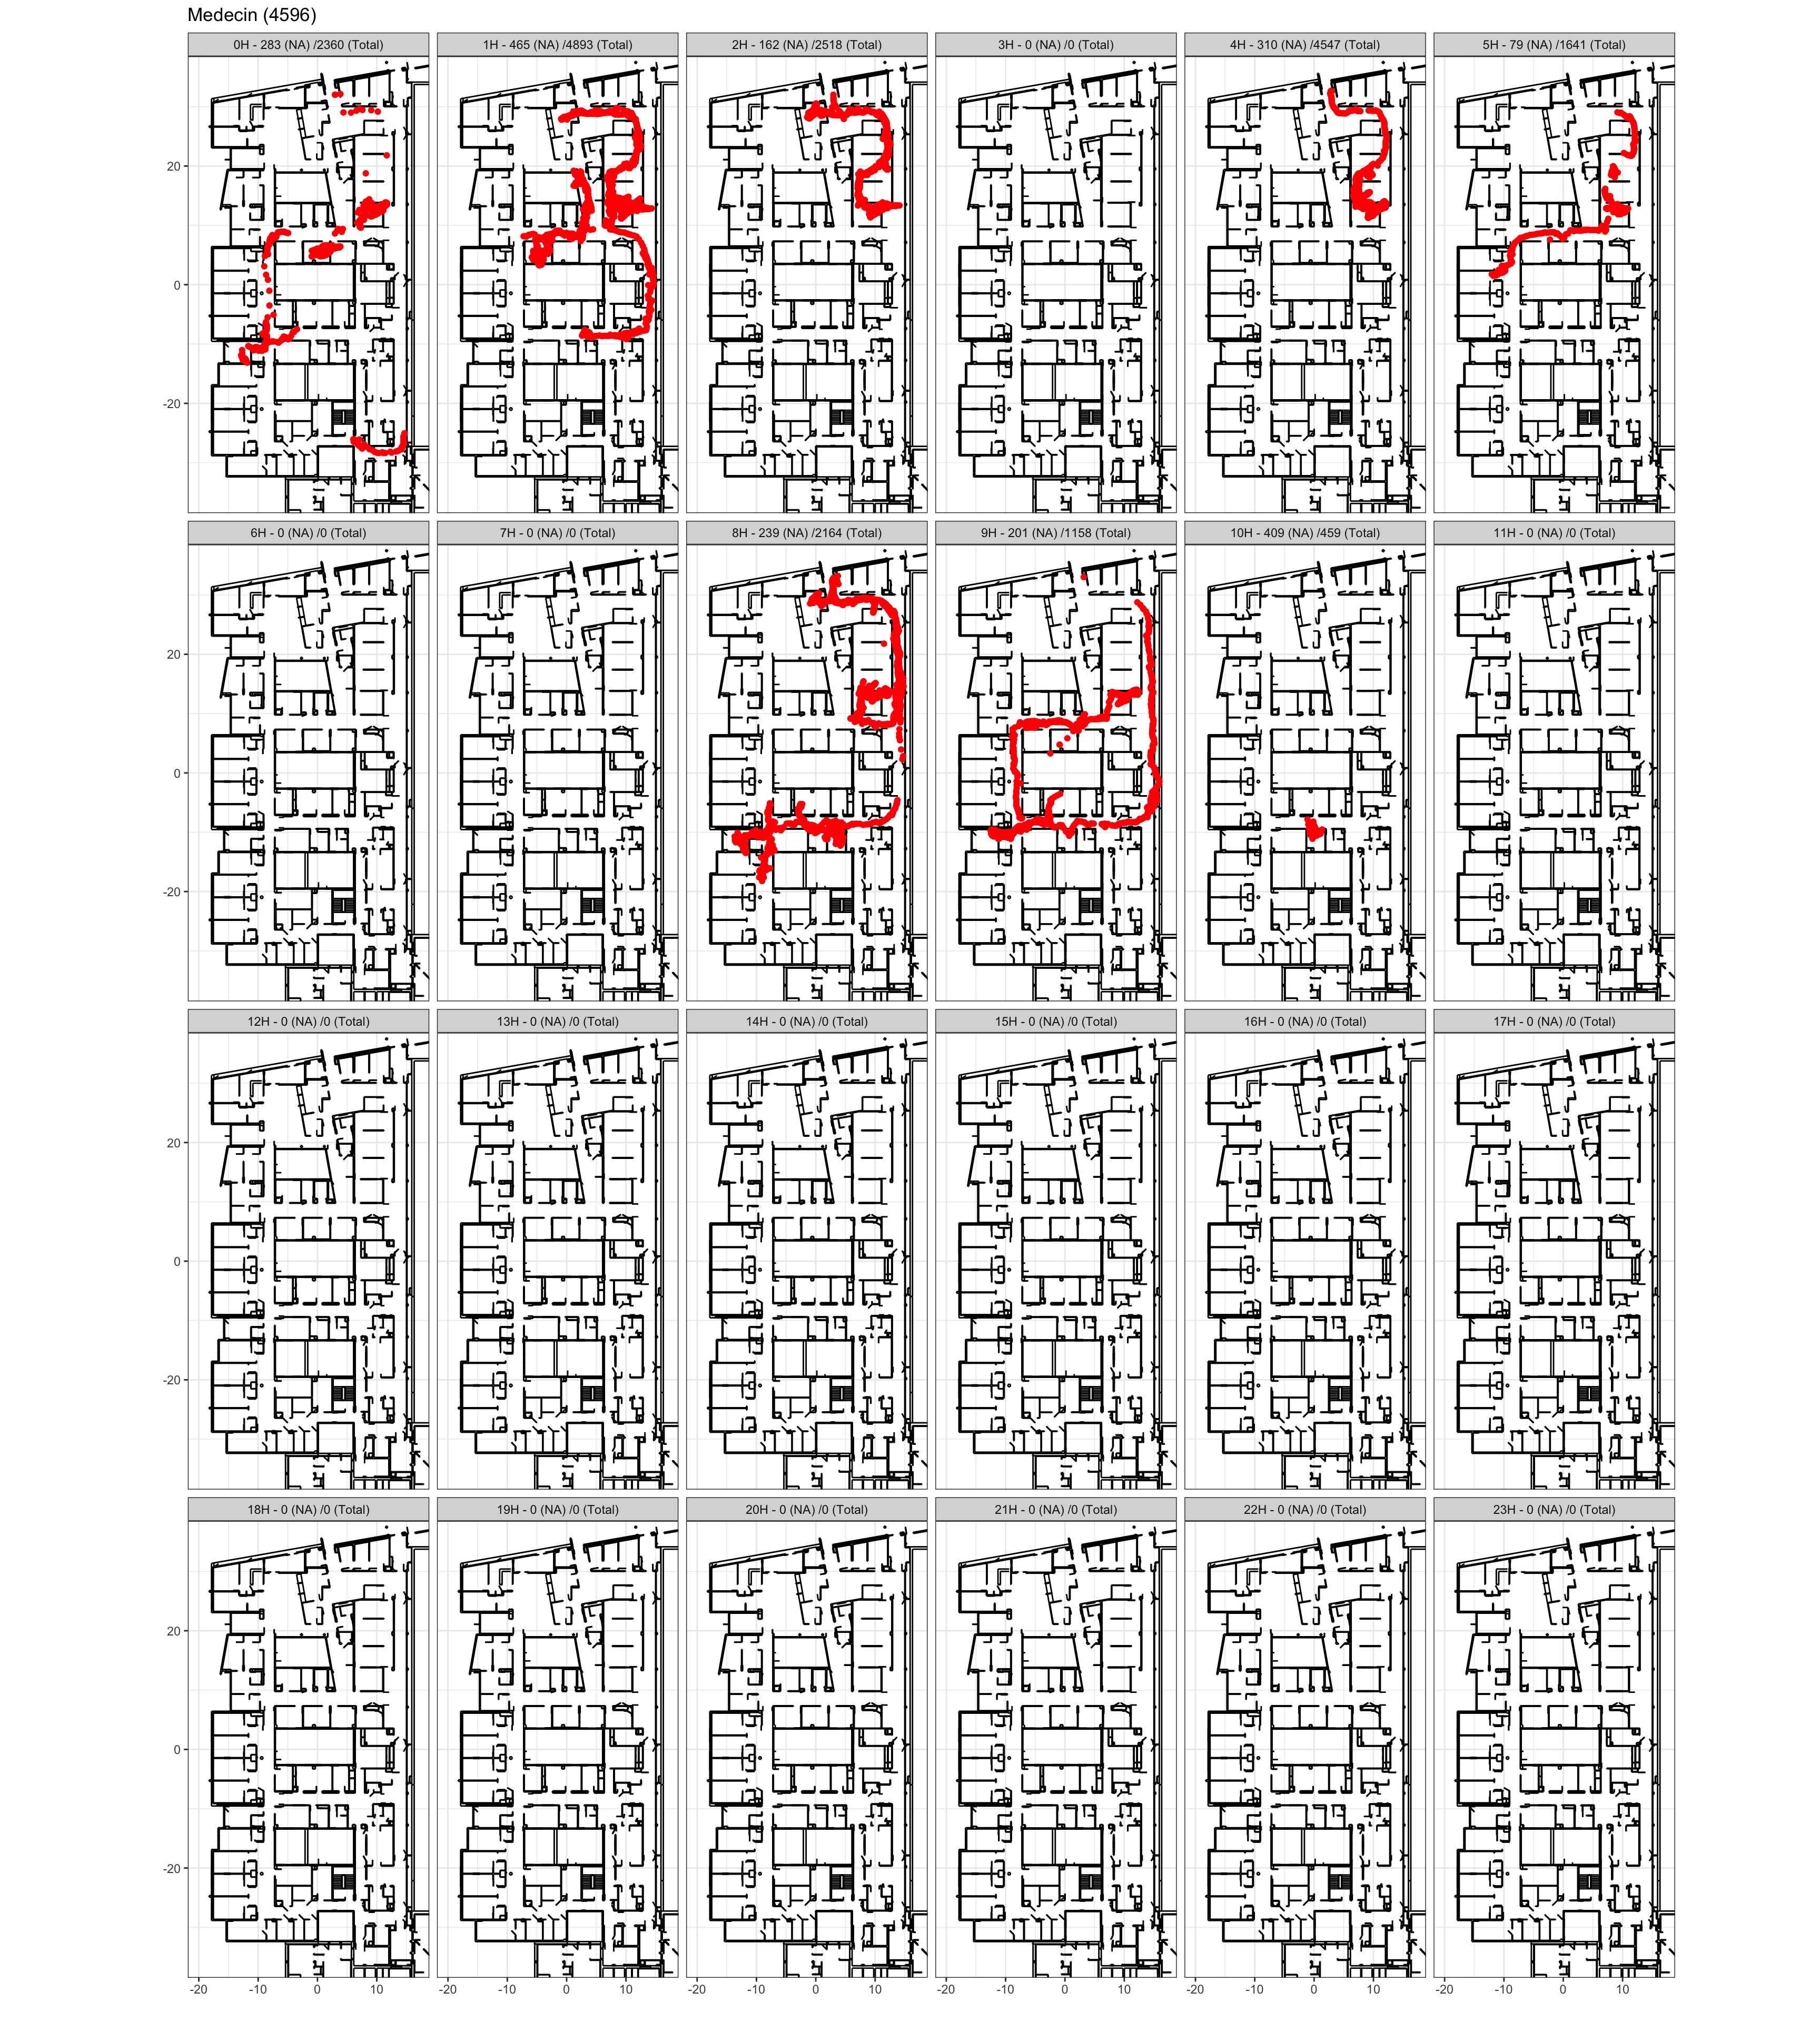 Medecin (4596)
0H - 283 (NA) /2360 (Total)
1H - 465 (NA) /4893 (Total)
2H - 162 (NA) /2518 (Total)
3H - 0 (NA) /0 (Total)
4H - 310 (NA) /4547 (Total)
5H - 79 (NA) /1641 (Total)
20
0
-20
6H - 0 (NA) /0 (Total)
7H - 0 (NA) /0 (Total)
8H - 239 (NA) /2164 (Total)
9H - 201 (NA) /1158 (Total)
10H - 409 (NA) /459 (Total)
11H - 0 (NA) /0 (Total)
20
0
-20
12H - 0 (NA) /0 (Total)
13H - 0 (NA) /0 (Total)
14H - 0 (NA) /0 (Total)
15H - 0 (NA) /0 (Total)
16H - 0 (NA) /0 (Total)
17H - 0 (NA) /0 (Total)
20
0
-20
18H - 0 (NA) /0 (Total)
19H - 0 (NA) /0 (Total)
20H - 0 (NA) /0 (Total)
21H - 0 (NA) /0 (Total)
22H - 0 (NA) /0 (Total)
23H - 0 (NA) /0 (Total)
20
0
-20
-20 -10 0 10
-20 -10 0 10
-20 -10 0 10
-20 -10 0 10
-20 -10 0 10
-20 -10 0 10